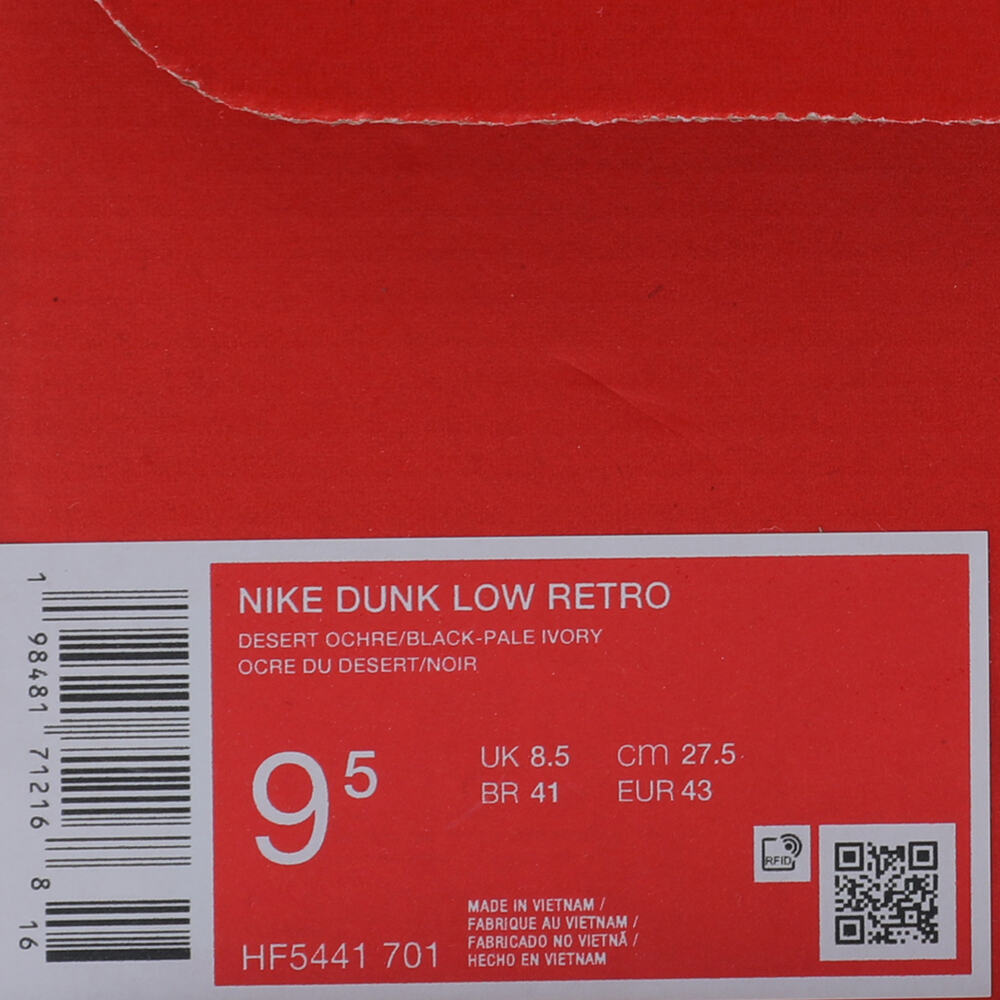 NIKE DUNK LOW RETRO
DESERT OCHRE/BLACK-PALE IVORY
OCRE DU DESERT/NOIR
9 5
UK 8.5 cm 27.5
BR 41 EUR 43
RFID
MADE IN VIETNAM /
FABRIQUE AU VIETNAM /
FABRICADO NO VIETNÃ /
HECHO EN VIETNAM
HF5441 701
1 98481 71216 8 16